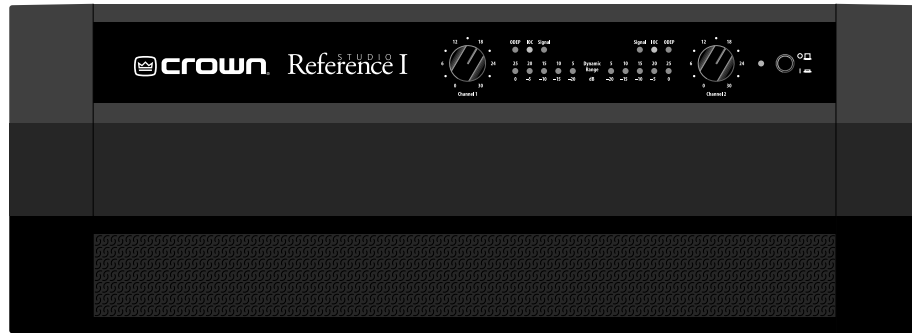 crown
STUDIO
Reference I
12 18
6 24
0 30
Channel 1
ODEP IOC Signal
25 20 15 10 5
0 –5 –10 –15 –20
Dynamic
Range
dB
Signal IOC ODEP
5 10 15 20 25
–20 –15 –10 –5 0
12 18
6 24
0 30
Channel 2